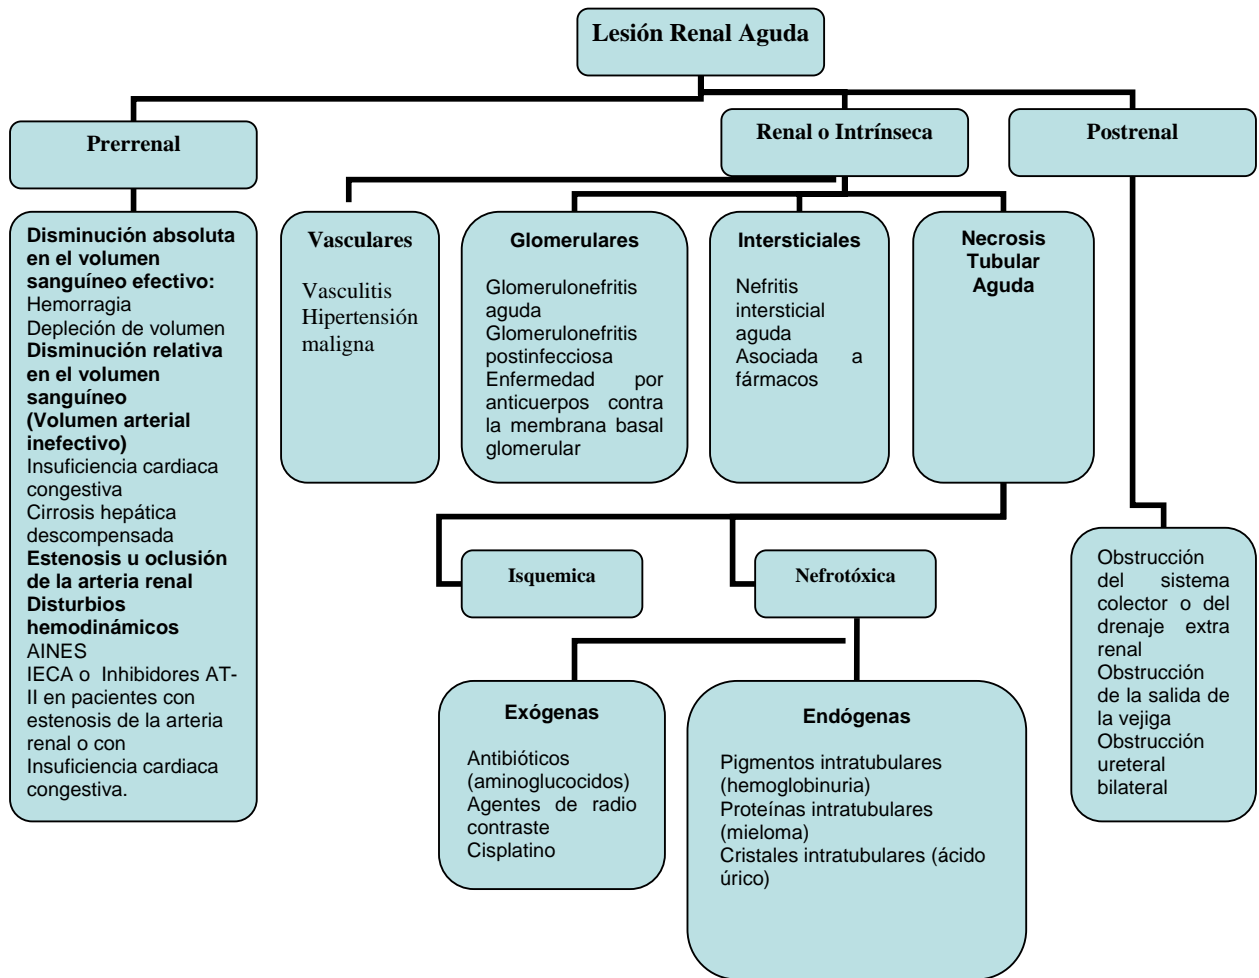 Lesión Renal Aguda
Prerrenal
Renal o Intrínseca
Postrenal
Disminución absoluta
en el volumen
sanguíneo efectivo:
Hemorragia
Depleción de volumen
Disminución relativa
en el volumen
sanguíneo
(Volumen arterial
inefectivo)
Insuficiencia cardiaca
congestiva
Cirrosis hepática
descompensada
Estenosis u oclusión
de la arteria renal
Disturbios
hemodinámicos
AINES
IECA o Inhibidores AT-
II en pacientes con
estenosis de la arteria
renal o con
Insuficiencia cardiaca
congestiva.
Vasculares
Vasculitis
Hipertensión
maligna
Glomerulares
Glomerulonefritis
aguda
Glomerulonefritis
postinfecciosa
Enfermedad por
anticuerpos contra
la membrana basal
glomerular
Intersticiales
Nefritis
intersticial
aguda
Asociada a
fármacos
Necrosis
Tubular
Aguda
Isquemica
Nefrotóxica
Exógenas
Antibióticos
(aminoglucocidos)
Agentes de radio
contraste
Cisplatino
Endógenas
Pigmentos intratubulares
(hemoglobinuria)
Proteínas intratubulares
(mieloma)
Cristales intratubulares (ácido
úrico)
Obstrucción
del sistema
colector o del
drenaje extra
renal
Obstrucción
de la salida de
la vejiga
Obstrucción
ureteral
bilateral